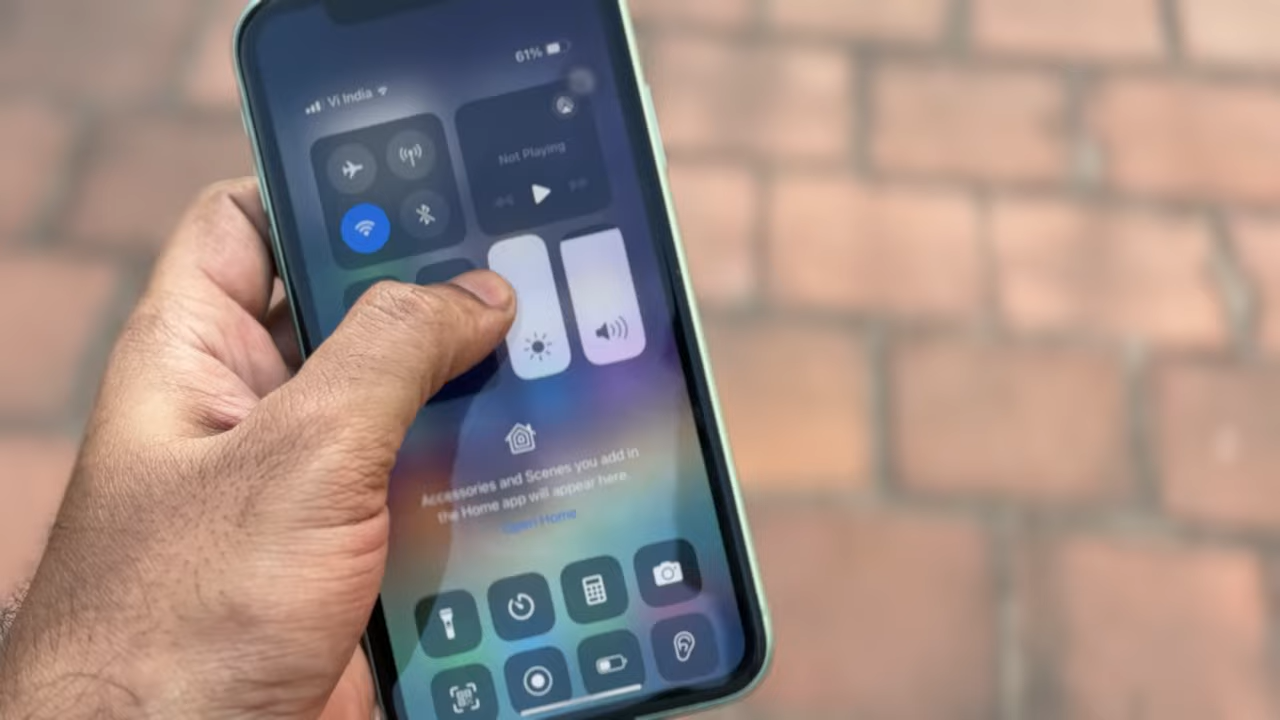 61%
Vi India
Not Playing
Accessories and Scenes you add in
the Home app will appear here.
Open Home